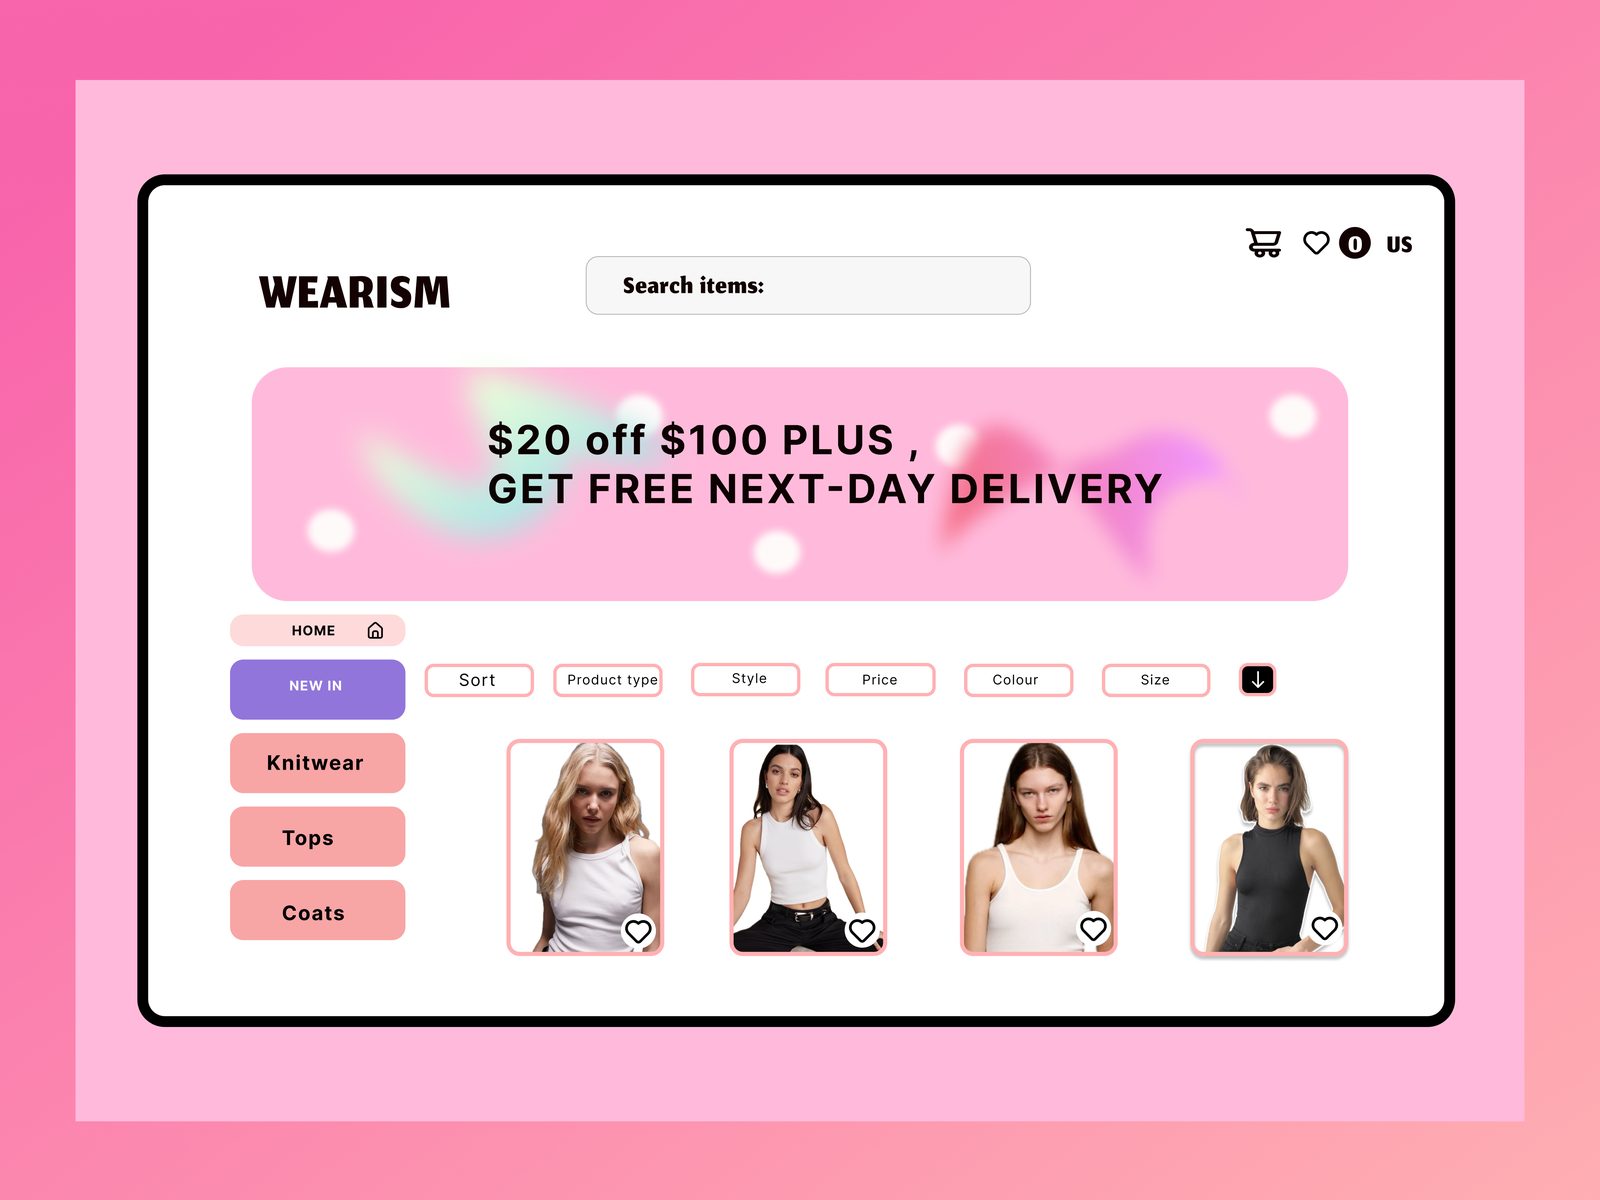 0 US
WEARISM
Search items:
$20 off $100 PLUS ,
GET FREE NEXT-DAY DELIVERY
HOME
NEW IN
Sort
Product type
Style
Price
Colour
Size
Knitwear
Tops
Coats